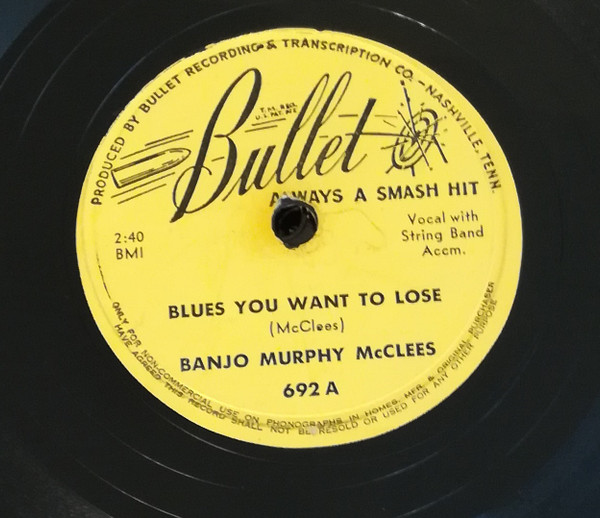 PRODUCED BY BULLET RECORDING & TRANSCRIPTION CO. - NASHVILLE, TENN.
T.M. REG.
U.S. PAT. OFF.
Bullet
ALWAYS A SMASH HIT
2:40
BMI
Vocal with
String Band
Accm.
BLUES YOU WANT TO LOSE
(McClees)
BANJO MURPHY McCLEES
692 A
ONLY FOR NON-COMMERCIAL USE ON PHONOGRAPHS IN HOMES. MFR. & ORIGINAL PURCHASER
HAVE AGREED THIS RECORD SHALL NOT BE RESOLD OR USED FOR ANY OTHER PURPOSE